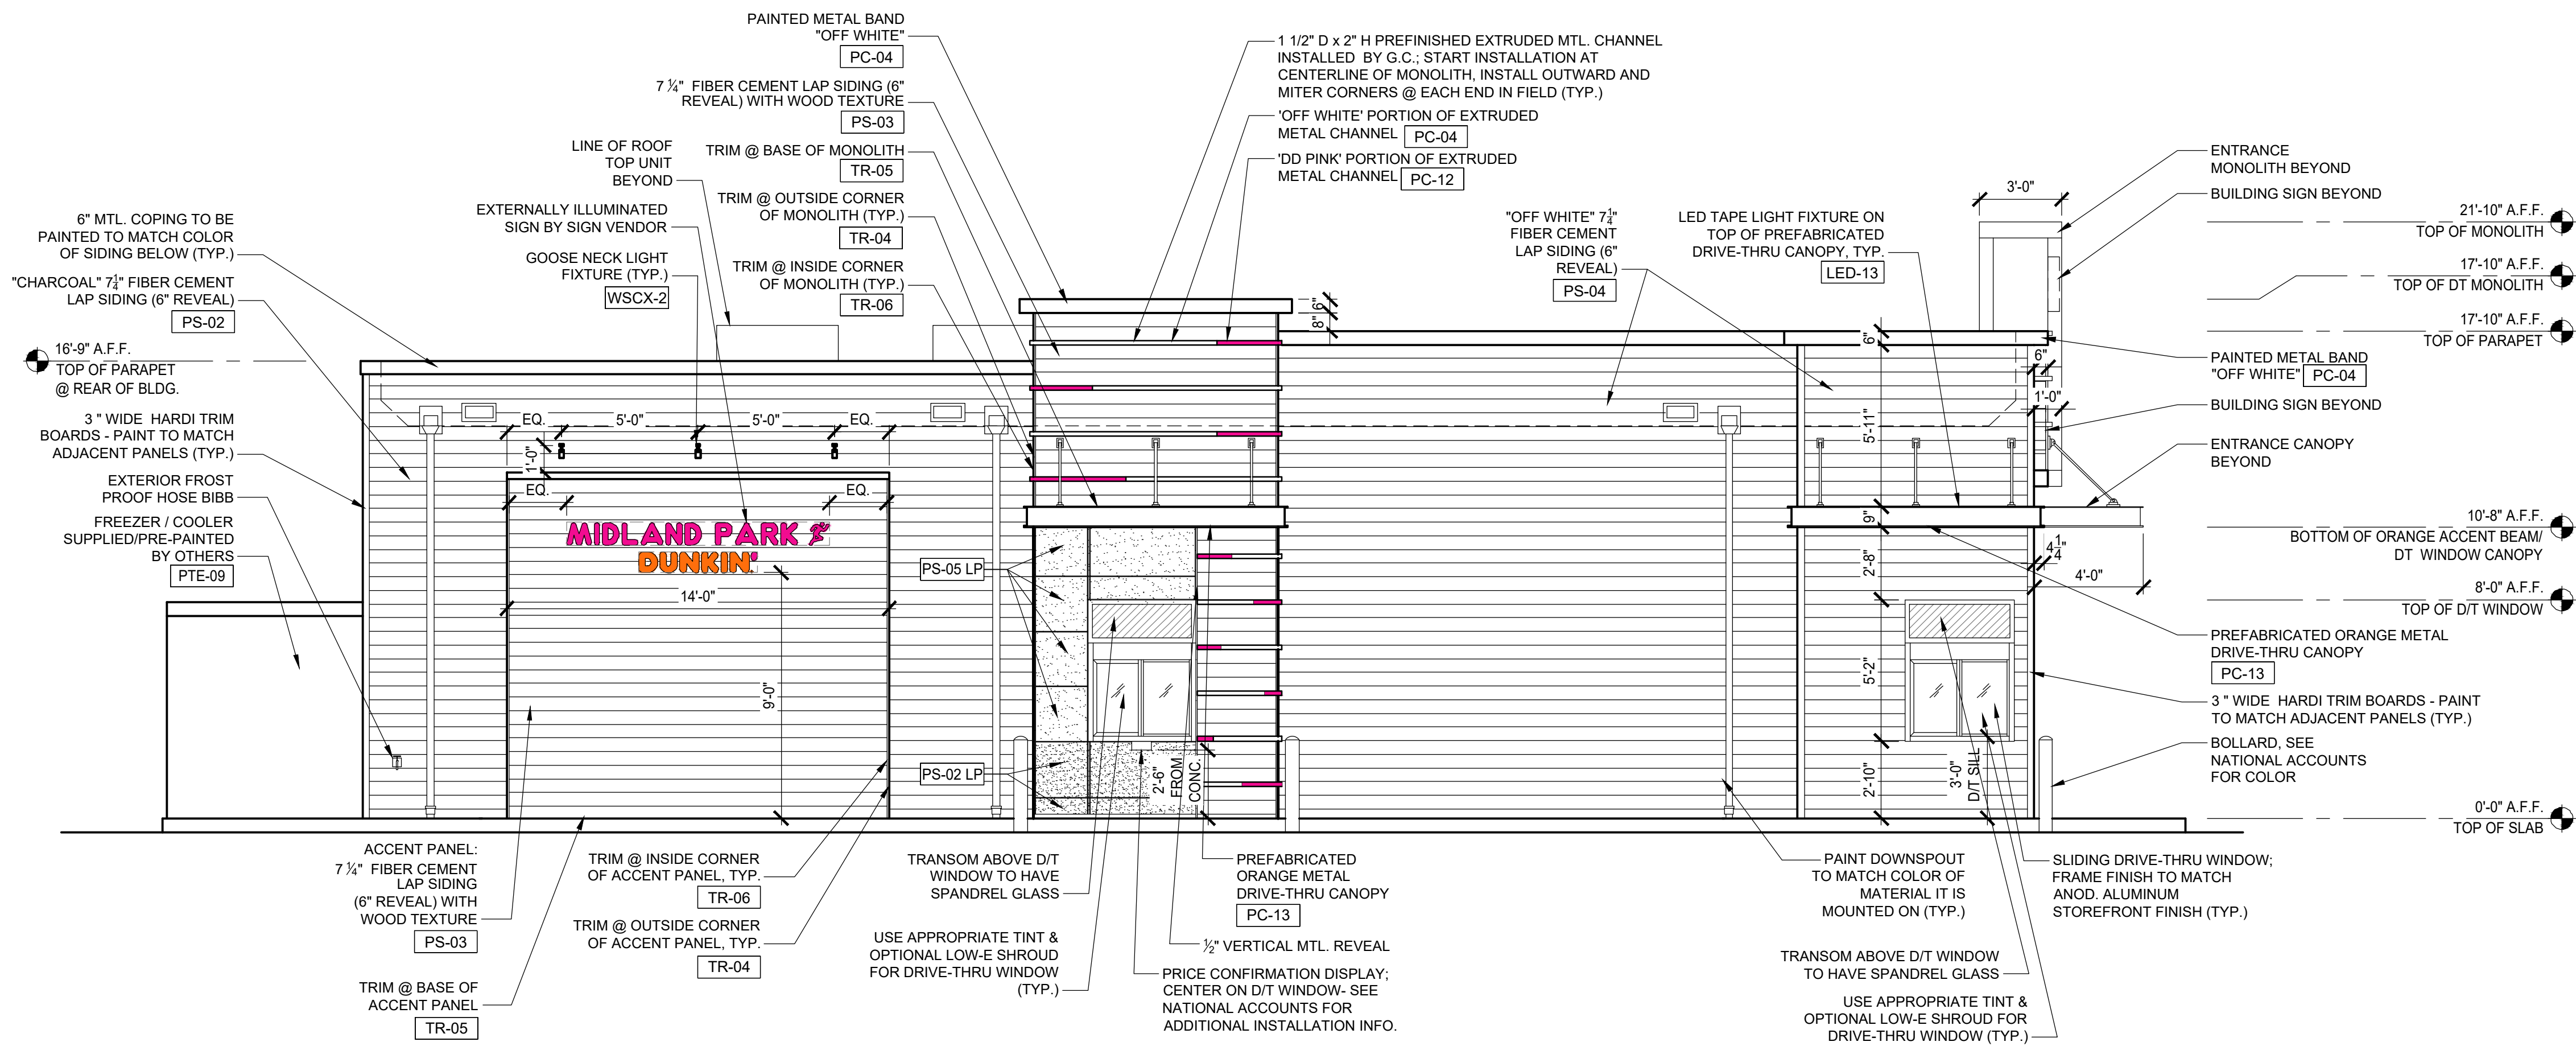 PAINTED METAL BAND
"OFF WHITE"
PC-04
7 ¼" FIBER CEMENT LAP SIDING (6"
REVEAL) WITH WOOD TEXTURE
PS-03
TRIM @ BASE OF MONOLITH
TR-05
TRIM @ OUTSIDE CORNER
OF MONOLITH (TYP.)
TR-04
TRIM @ INSIDE CORNER
OF MONOLITH (TYP.)
TR-06
LINE OF ROOF
TOP UNIT
BEYOND
EXTERNALLY ILLUMINATED
SIGN BY SIGN VENDOR
GOOSE NECK LIGHT
FIXTURE (TYP.)
WSCX-2
6" MTL. COPING TO BE
PAINTED TO MATCH COLOR
OF SIDING BELOW (TYP.)
"CHARCOAL" 7¼" FIBER CEMENT
LAP SIDING (6" REVEAL)
PS-02
16'-9" A.F.F.
TOP OF PARAPET
@ REAR OF BLDG.
3 " WIDE HARDI TRIM
BOARDS - PAINT TO MATCH
ADJACENT PANELS (TYP.)
EXTERIOR FROST
PROOF HOSE BIBB
FREEZER / COOLER
SUPPLIED/PRE-PAINTED
BY OTHERS
PTE-09
1 1/2" D x 2" H PREFINISHED EXTRUDED MTL. CHANNEL
INSTALLED BY G.C.; START INSTALLATION AT
CENTERLINE OF MONOLITH, INSTALL OUTWARD AND
MITER CORNERS @ EACH END IN FIELD (TYP.)
'OFF WHITE' PORTION OF EXTRUDED
METAL CHANNEL PC-04
'DD PINK' PORTION OF EXTRUDED
METAL CHANNEL PC-12
"OFF WHITE" 7¼"
FIBER CEMENT
LAP SIDING (6"
REVEAL)
PS-04
LED TAPE LIGHT FIXTURE ON
TOP OF PREFABRICATED
DRIVE-THRU CANOPY, TYP.
LED-13
3'-0"
ENTRANCE
MONOLITH BEYOND
BUILDING SIGN BEYOND
21'-10" A.F.F.
TOP OF MONOLITH
17'-10" A.F.F.
TOP OF DT MONOLITH
17'-10" A.F.F.
TOP OF PARAPET
PAINTED METAL BAND
"OFF WHITE" PC-04
BUILDING SIGN BEYOND
ENTRANCE CANOPY
BEYOND
10'-8" A.F.F.
BOTTOM OF ORANGE ACCENT BEAM/
DT WINDOW CANOPY
8'-0" A.F.F.
TOP OF D/T WINDOW
PREFABRICATED ORANGE METAL
DRIVE-THRU CANOPY
PC-13
3 " WIDE HARDI TRIM BOARDS - PAINT
TO MATCH ADJACENT PANELS (TYP.)
BOLLARD, SEE
NATIONAL ACCOUNTS
FOR COLOR
0'-0" A.F.F.
TOP OF SLAB
6"
8"
6"
6"
1'-0"
5'-11"
9"
4¼"
4'-0"
2'-8"
5'-2"
2'-10"
3'-0"
D/T SILL
EQ.
5'-0"
5'-0"
EQ.
1'-0"
EQ.
EQ.
MIDLAND PARK
DUNKIN'
14'-0"
9'-0"
PS-05 LP
PS-02 LP
2'-6"
FROM
CONC.
ACCENT PANEL:
7 ¼" FIBER CEMENT
LAP SIDING
(6" REVEAL) WITH
WOOD TEXTURE
PS-03
TRIM @ BASE OF
ACCENT PANEL
TR-05
TRIM @ INSIDE CORNER
OF ACCENT PANEL, TYP.
TR-06
TRIM @ OUTSIDE CORNER
OF ACCENT PANEL, TYP.
TR-04
TRANSOM ABOVE D/T
WINDOW TO HAVE
SPANDREL GLASS
USE APPROPRIATE TINT &
OPTIONAL LOW-E SHROUD
FOR DRIVE-THRU WINDOW
(TYP.)
PREFABRICATED
ORANGE METAL
DRIVE-THRU CANOPY
PC-13
½" VERTICAL MTL. REVEAL
PRICE CONFIRMATION DISPLAY;
CENTER ON D/T WINDOW- SEE
NATIONAL ACCOUNTS FOR
ADDITIONAL INSTALLATION INFO.
PAINT DOWNSPOUT
TO MATCH COLOR OF
MATERIAL IT IS
MOUNTED ON (TYP.)
SLIDING DRIVE-THRU WINDOW;
FRAME FINISH TO MATCH
ANOD. ALUMINUM
STOREFRONT FINISH (TYP.)
TRANSOM ABOVE D/T WINDOW
TO HAVE SPANDREL GLASS
USE APPROPRIATE TINT &
OPTIONAL LOW-E SHROUD FOR
DRIVE-THRU WINDOW (TYP.)